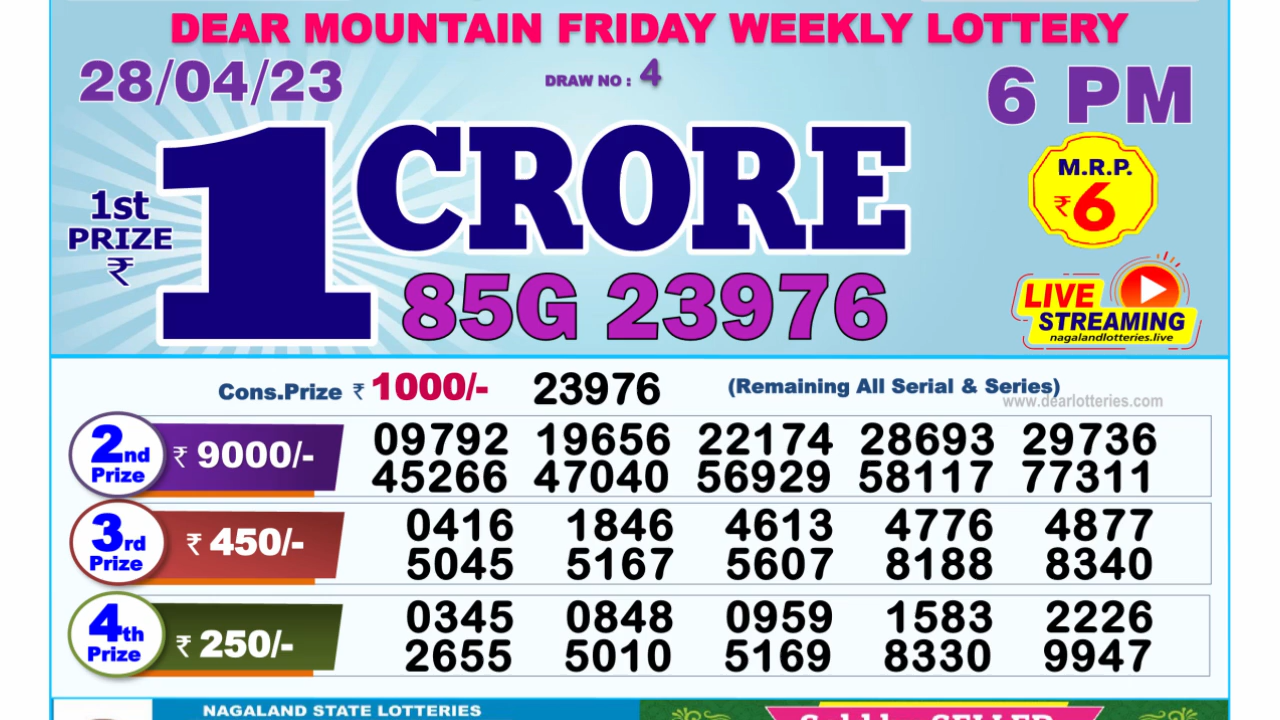 DEAR MOUNTAIN FRIDAY WEEKLY LOTTERY
28/04/23
DRAW NO : 4
6 PM
1st
PRIZE
₹
1 CRORE
85G 23976
M.R.P.
₹6
LIVE
STREAMING
nagalandlotteries.live
Cons.Prize ₹ 1000/- 23976 (Remaining All Serial & Series)
www.dearlotteries.com
2nd Prize ₹ 9000/-
09792 19656 22174 28693 29736
45266 47040 56929 58117 77311
3rd Prize ₹ 450/-
0416 1846 4613 4776 4877
5045 5167 5607 8188 8340
4th Prize ₹ 250/-
0345 0848 0959 1583 2226
2655 5010 5169 8330 9947
NAGALAND STATE LOTTERIES